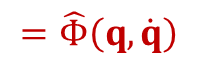 = Φ̂(𝐪, 𝐪̇)